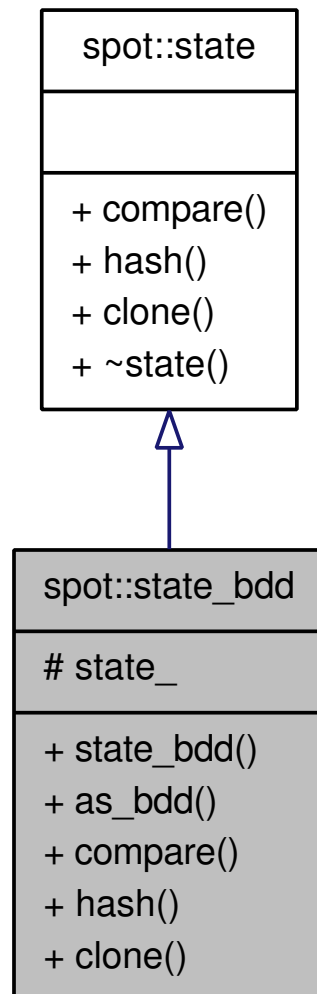 spot::state
+ compare()
+ hash()
+ clone()
+ ~state()
spot::state_bdd
# state_
+ state_bdd()
+ as_bdd()
+ compare()
+ hash()
+ clone()